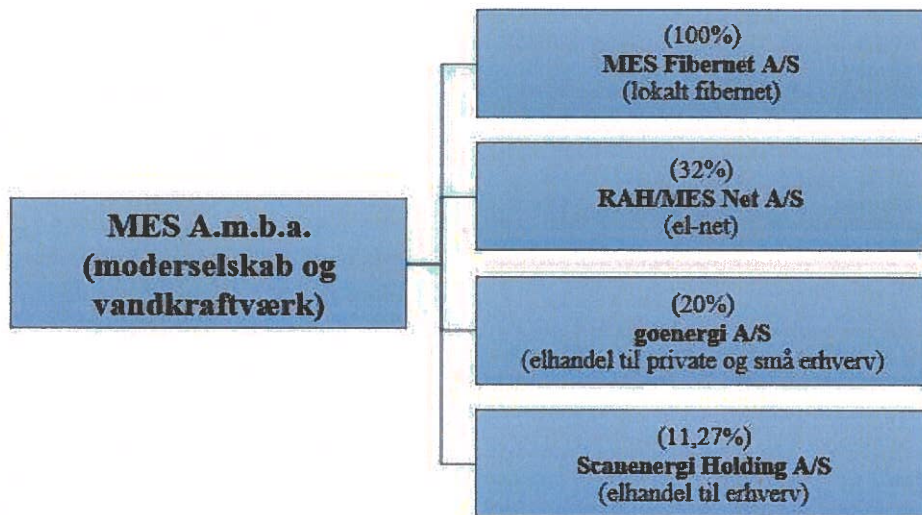 MES A.m.b.a.
(moderselskab og
vandkraftværk)
(100%)
MES Fibernet A/S
(lokalt fibernet)
(32%)
RAH/MES Net A/S
(el-net)
(20%)
goenergi A/S
(elhandel til private og små erhverv)
(11,27%)
Scanenergi Holding A/S
(elhandel til erhverv)